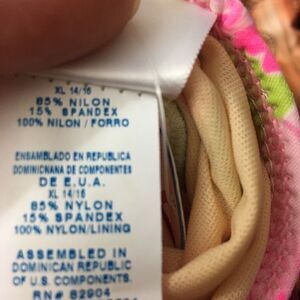 XL 14/16
85% NILON
15% SPANDEX
100% NILON / FORRO
ENSAMBLADO EN REPUBLICA
DOMINICNANA DE COMPONENTES
DE E.U.A.
XL 14/16
85% NYLON
15% SPANDEX
100% NYLON/LINING
ASSEMBLED IN
DOMINICAN REPUBLIC
OF U.S. COMPONENTS.
RN# 82904